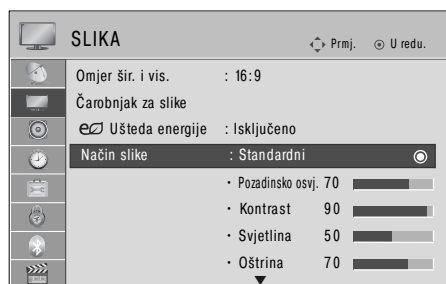 SLIKA
Prmj. U redu.
Omjer šir. i vis. : 16:9
Čarobnjak za slike
Ušteda energije : Isključeno
Način slike : Standardni
• Pozadinsko osvj. 70
• Kontrast 90
• Svjetlina 50
• Oštrina 70